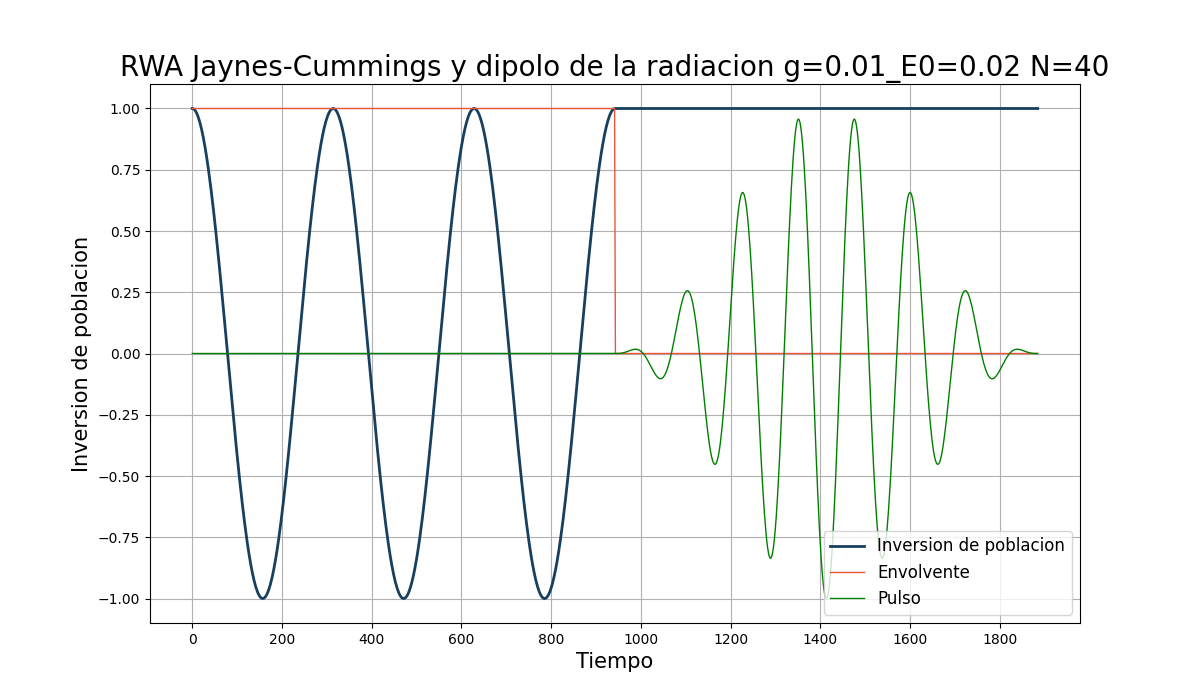 RWA Jaynes-Cummings y dipolo de la radiacion g=0.01_E0=0.02 N=40
Inversion de poblacion
1.00
0.75
0.50
0.25
0.00
−0.25
−0.50
−0.75
−1.00
Inversion de poblacion
Envolvente
Pulso
0 200 400 600 800 1000 1200 1400 1600 1800
Tiempo